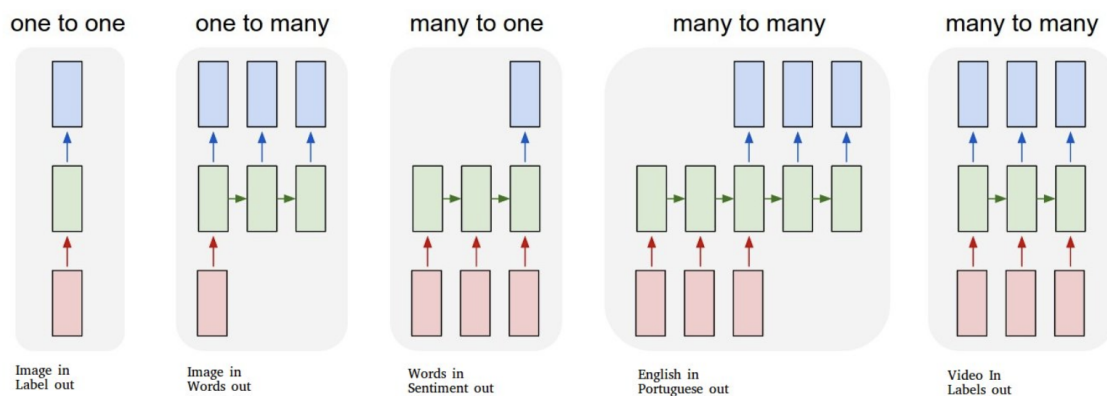 one to one
one to many
many to one
many to many
many to many
Image in
Label out
Image in
Words out
Words in
Sentiment out
English in
Portuguese out
Video In
Labels out